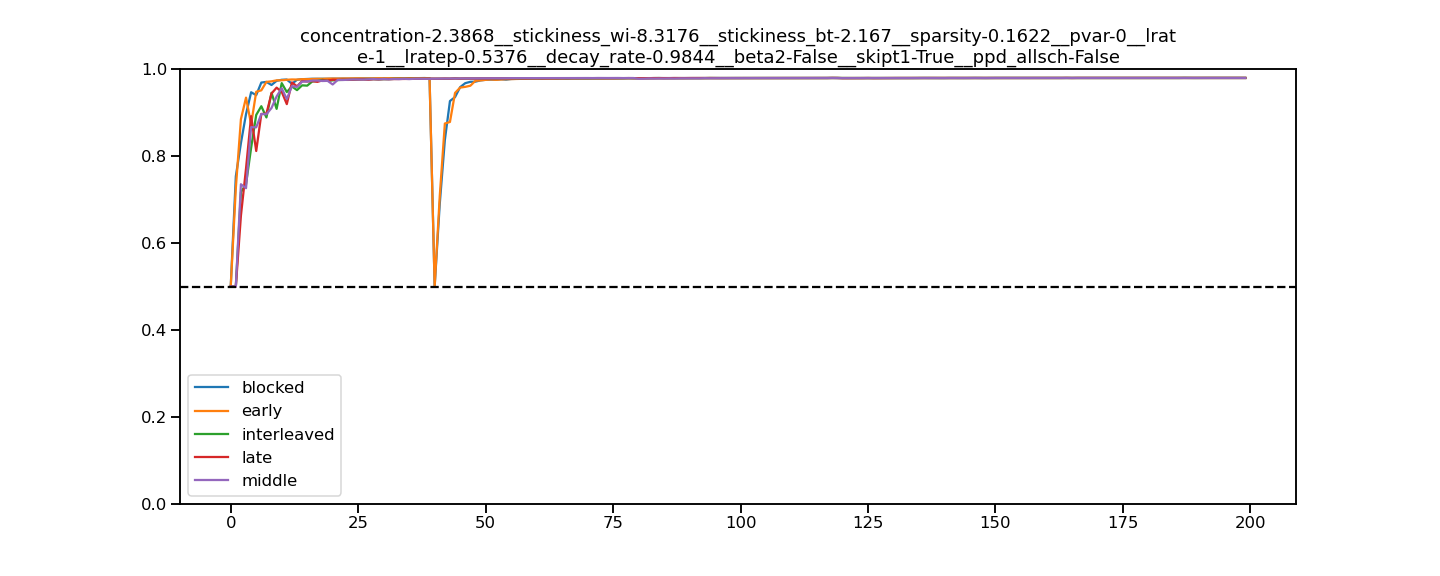 concentration-2.3868__stickiness_wi-8.3176__stickiness_bt-2.167__sparsity-0.1622__pvar-0__lrat
e-1__lratep-0.5376__decay_rate-0.9844__beta2-False__skipt1-True__ppd_allsch-False
1.0
0.8
0.6
0.4
0.2
0.0
blocked
early
interleaved
late
middle
0 25 50 75 100 125 150 175 200